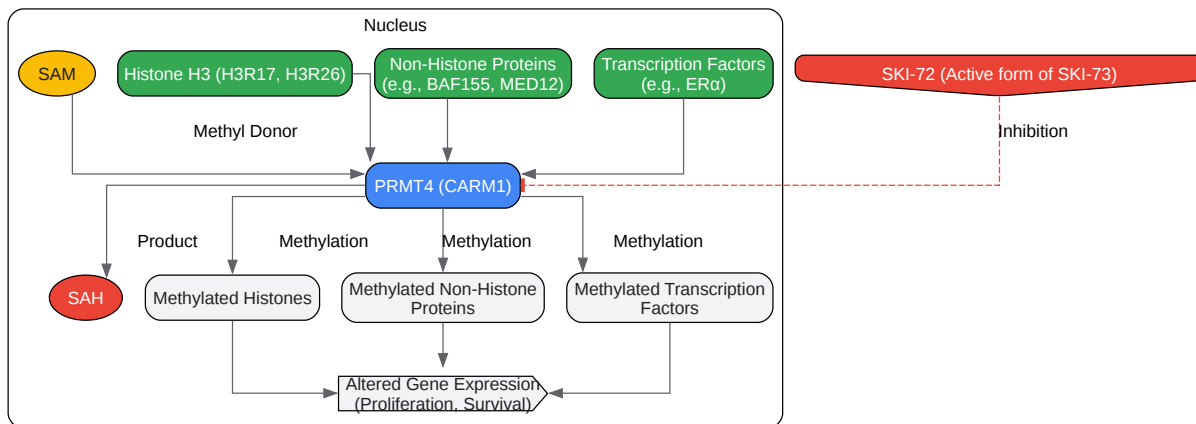 Nucleus
SAM
Histone H3 (H3R17, H3R26)
Non-Histone Proteins
(e.g., BAF155, MED12)
Transcription Factors
(e.g., ERα)
SKI-72 (Active form of SKI-73)
Methyl Donor
Inhibition
PRMT4 (CARM1)
Product
Methylation
Methylation
Methylation
SAH
Methylated Histones
Methylated Non-Histone
Proteins
Methylated Transcription
Factors
Altered Gene Expression
(Proliferation, Survival)